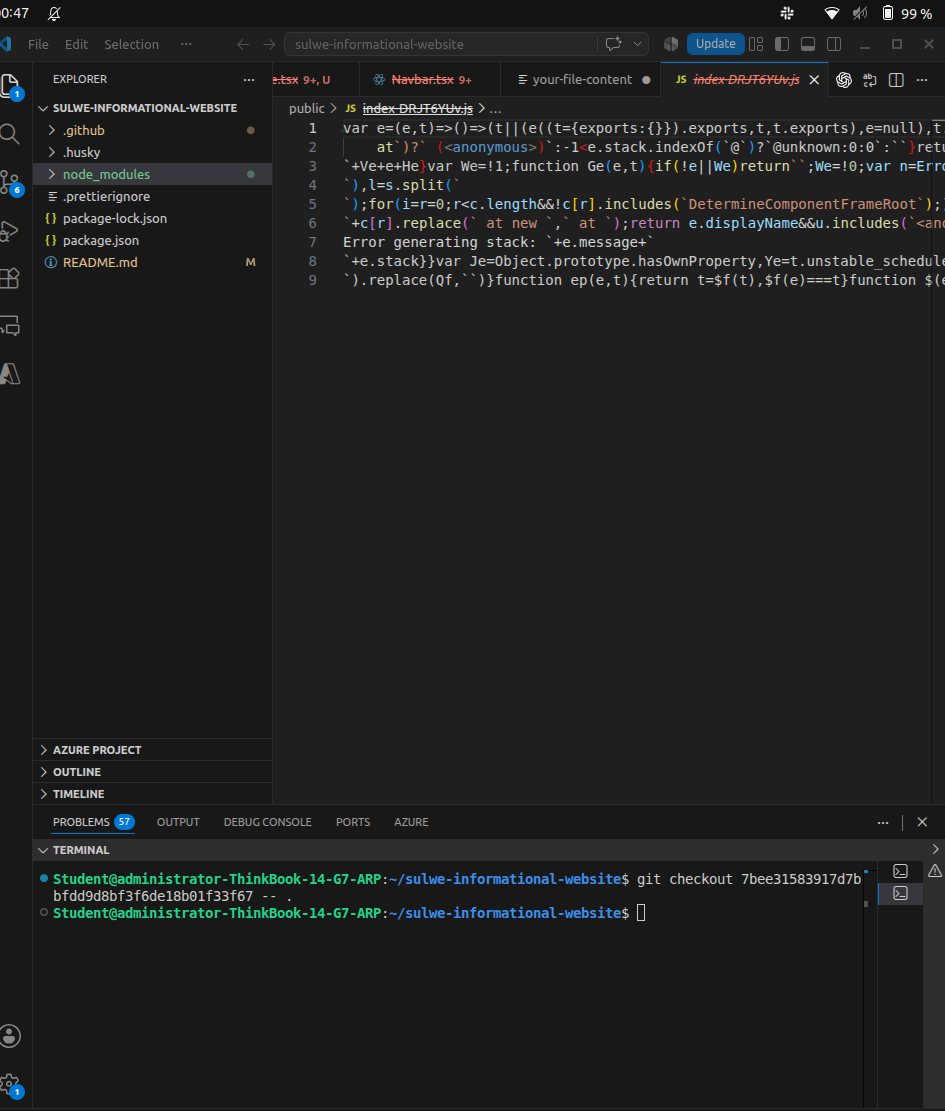 0:47 99 %
File Edit Selection ··· sulwe-informational-website Update
EXPLORER ···
SULWE-INFORMATIONAL-WEBSITE
.github
.husky
node_modules
.prettierignore
package-lock.json
package.json
README.md M
e.tsx 9+, U Navbar.tsx 9+ your-file-content JS index-DRJT6YUv.js ···
public > JS index-DRJT6YUv.js > ...
1 var e=(e,t)=>()=>(t||(e((t={exports:{}}).exports,t,t.exports),e=null),t.
2 at`)?` (<anonymous>)`:-1<e.stack.indexOf(`@`)?`@unknown:0:0`:``}retu
3 `+Ve+e+He}var We=!1;function Ge(e,t){if(!e||We)return``;We=!0;var n=Erro
4 `),l=s.split(`
5 `);for(i=r=0;r<c.length&&!c[r].includes(`DetermineComponentFrameRoot`);)
6 `+c[r].replace(` at new `,` at `);return e.displayName&&u.includes(`<ano
7 Error generating stack: `+e.message+`
8 `+e.stack}}var Je=Object.prototype.hasOwnProperty,Ye=t.unstable_schedule
9 `).replace(Qf,``)}function ep(e,t){return t=$f(t),$f(e)===t}function $(e
1
6
1
AZURE PROJECT
OUTLINE
TIMELINE
PROBLEMS 57 OUTPUT DEBUG CONSOLE PORTS AZURE ···
TERMINAL
Student@administrator-ThinkBook-14-G7-ARP:~/sulwe-informational-website$ git checkout 7bee31583917d7b
bfdd9d8bf3f6de18b01f33f67 -- .
Student@administrator-ThinkBook-14-G7-ARP:~/sulwe-informational-website$